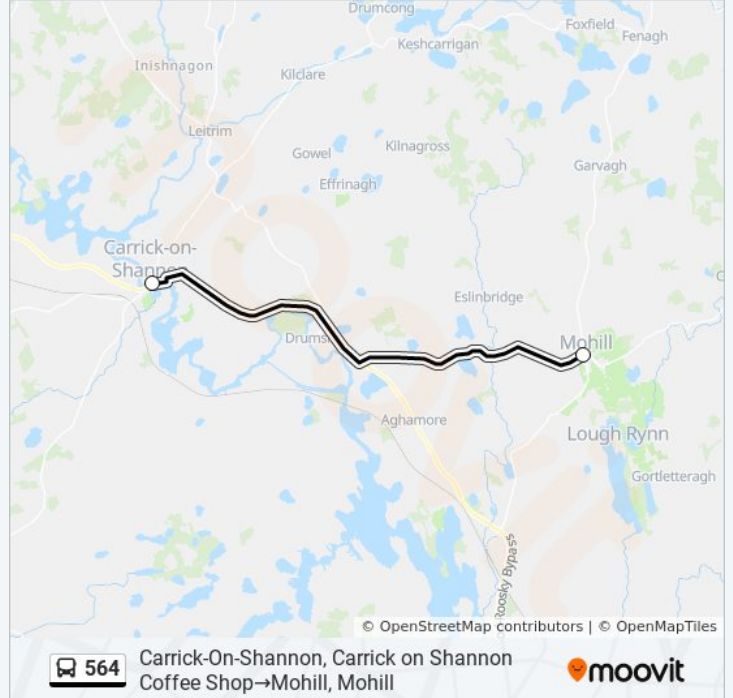 Drumcong
Foxfield
Fenagh
Keshcarrigan
Inishnagon
Kilclare
Leitrim
Gowel
Kilnagross
Garvagh
Effrinagh
Carrick-on-
Shannon
Eslinbridge
Mohill
Aghamore
Lough Rynn
Gortletteragh
Roosky Bypass
© OpenStreetMap contributors | © OpenMapTiles
564
Carrick-On-Shannon, Carrick on Shannon
Coffee Shop→Mohill, Mohill
moovit